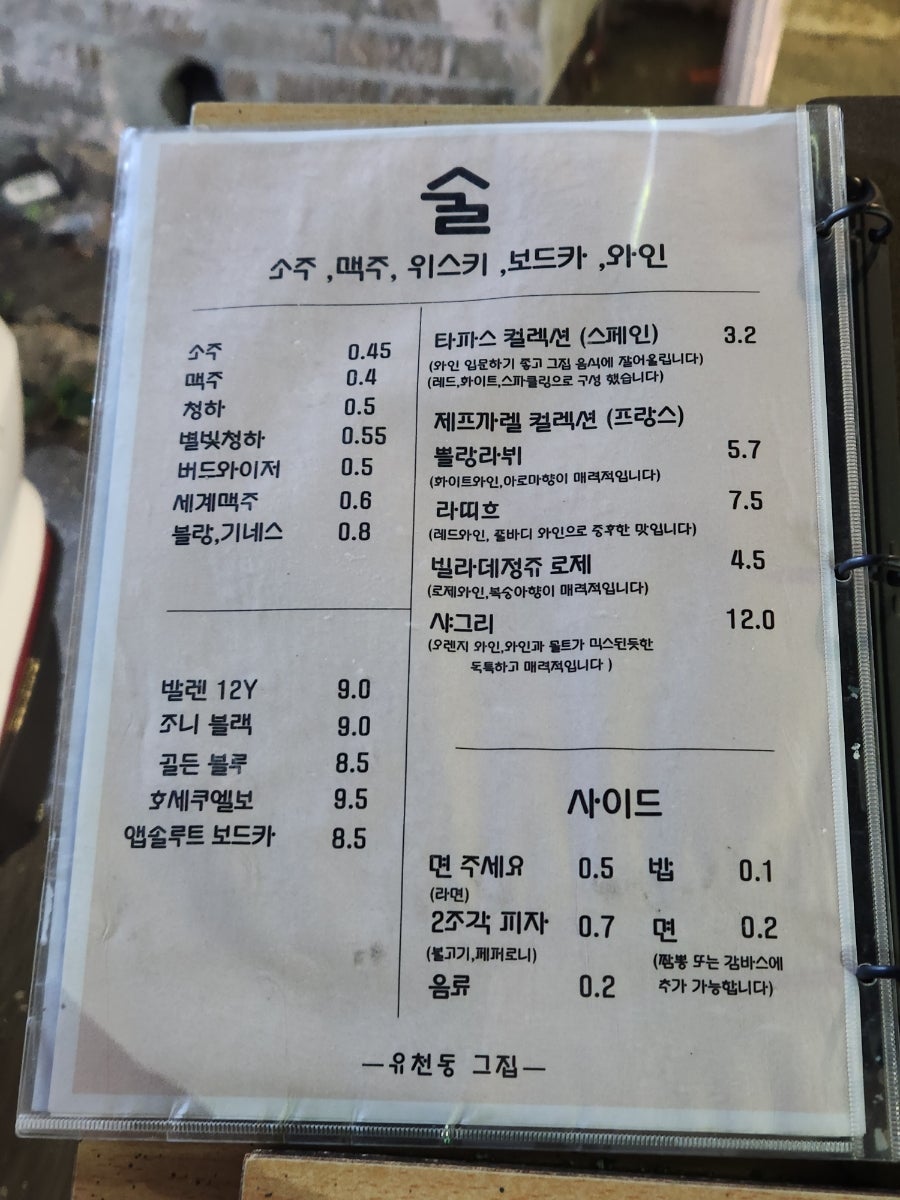 술
소주 ,맥주, 위스키 ,보드카 ,와인
소주 0.45
맥주 0.4
청하 0.5
별빛청하 0.55
버드와이저 0.5
세계맥주 0.6
블랑,기네스 0.8
발렌 12Y 9.0
조니 블랙 9.0
골든 블루 8.5
호세쿠엘보 9.5
앱솔루트 보드카 8.5
타파스 컬렉션 (스페인) 3.2
(와인 입문하기 좋고 그집 음식에 잘어울립니다)
(레드,화이트,스파클링으로 구성 했습니다)
제프까렐 컬렉션 (프랑스)
쁠랑라뷔 5.7
(화이트와인,아로마향이 매력적입니다)
라띠흐 7.5
(레드와인, 풀바디 와인으로 중후한 맛입니다)
빌라데정쥬 로제 4.5
(로제와인,복숭아향이 매력적입니다)
샤그리 12.0
(오렌지 와인,와인과 몰트가 믹스된듯한
독특하고 매력적입니다 )
사이드
면 주세요 0.5 밥 0.1
(라면)
2조각 피자 0.7 면 0.2
(불고기,페퍼로니) (짬뽕 또는 감바스에
음료 0.2 추가 가능합니다)
—유천동 그집—